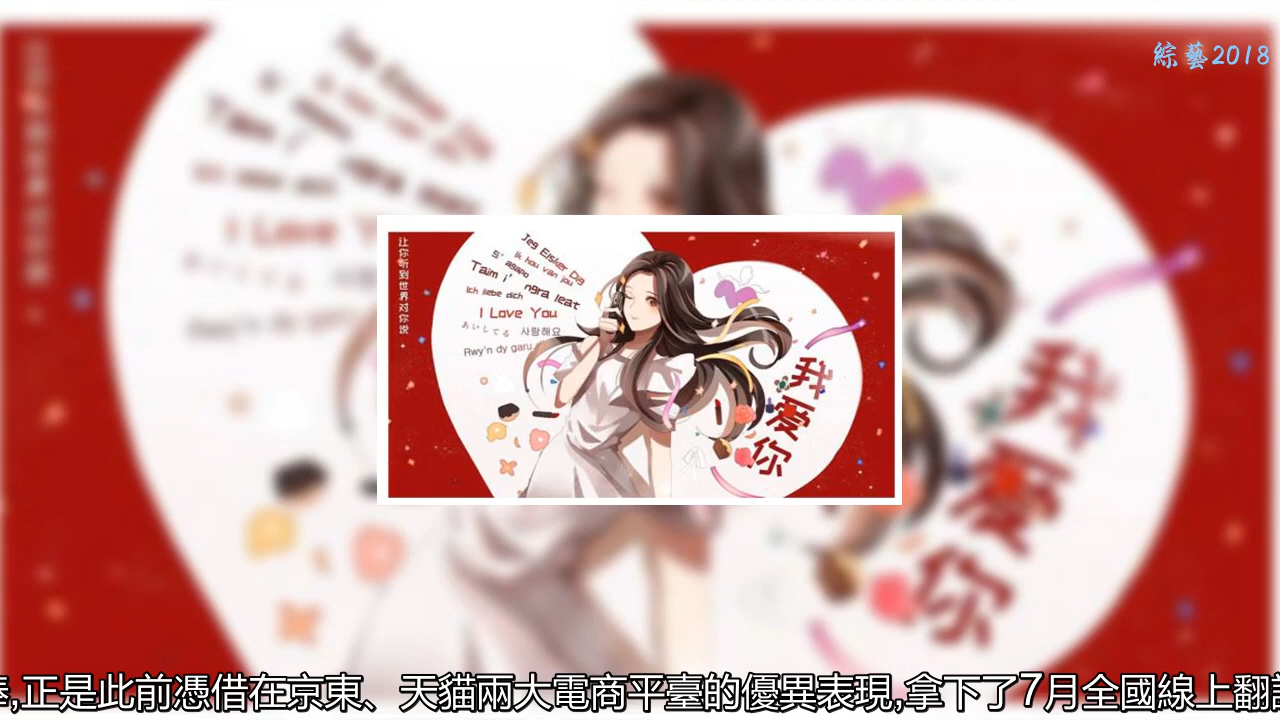 綜藝2018
让你听到世界对你说
Jeg Elsker Dig
Ik hou van jou
Taim i'
ngra leat
Ich liebe dich
I Love You
あいしてる
사랑해요
Rwy'n dy garu
我
爱
你
,正是此前憑借在京東、天貓兩大電商平臺的優異表現,拿下了7月全國線上翻